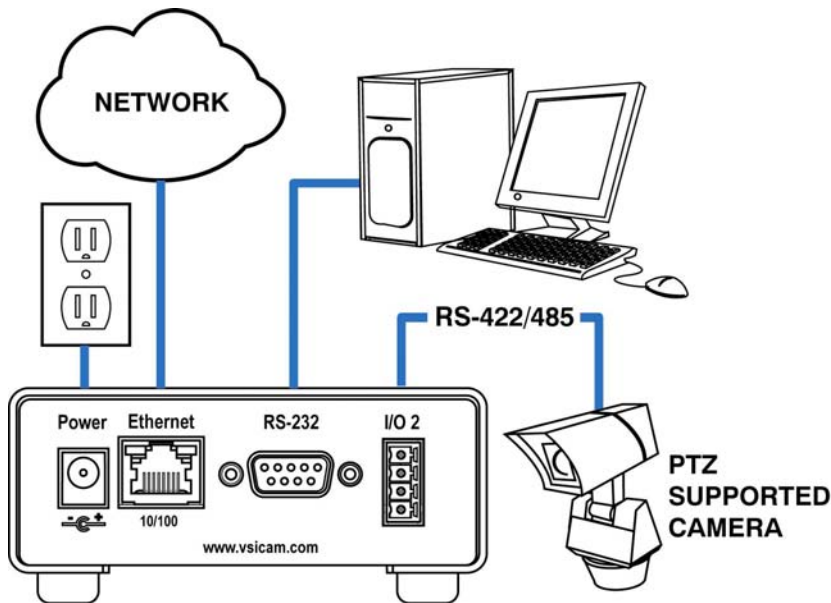 NETWORK
RS-422/485
Power
Ethernet
RS-232
I/O 2
- +
10/100
www.vsicam.com
PTZ
SUPPORTED
CAMERA